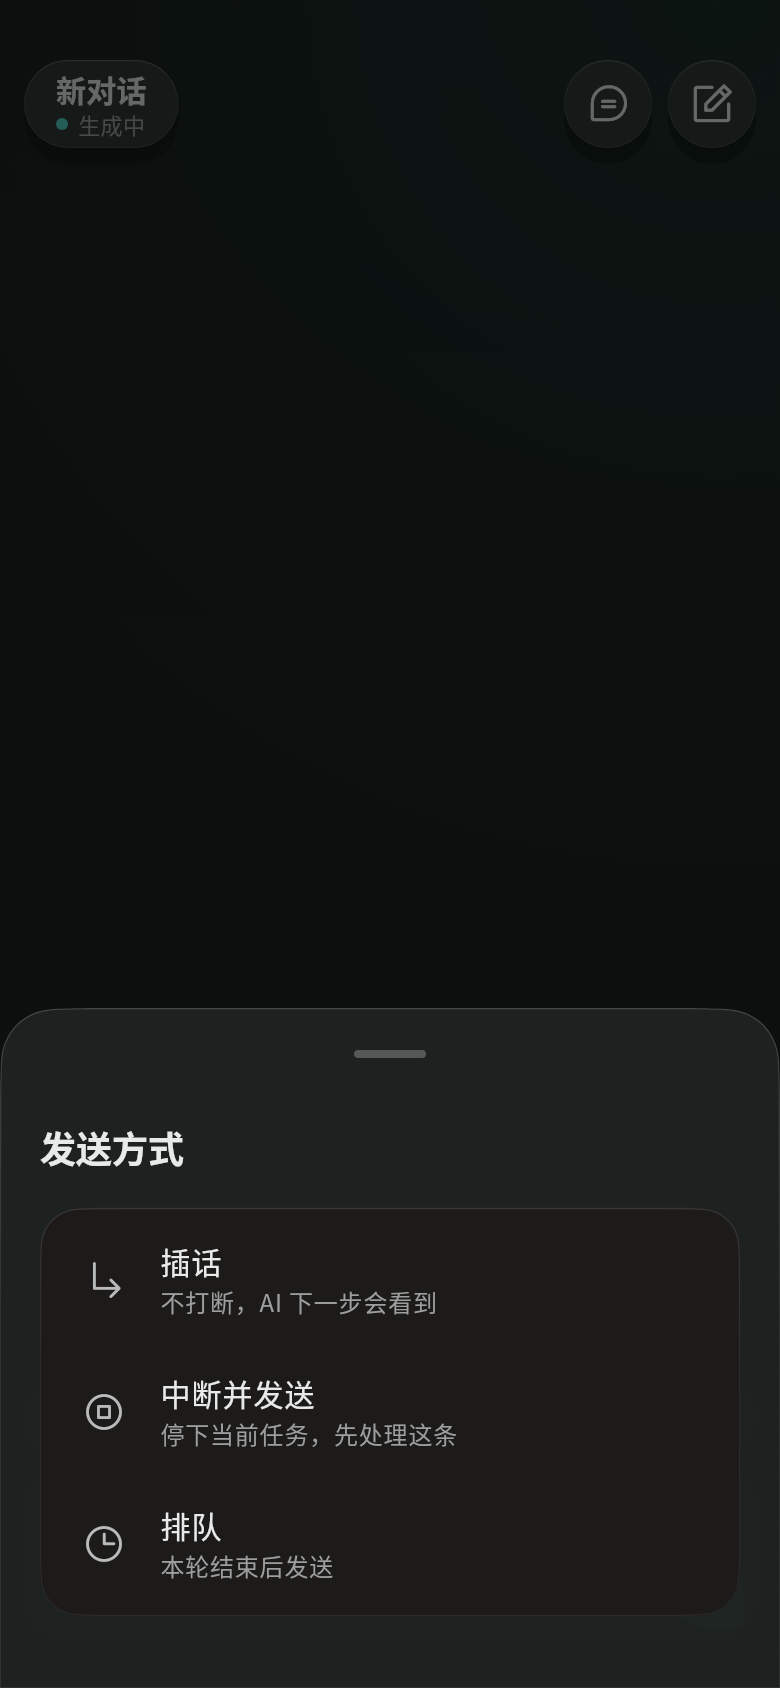 新对话
生成中
发送方式
插话
不打断，AI 下一步会看到
中断并发送
停下当前任务，先处理这条
排队
本轮结束后发送